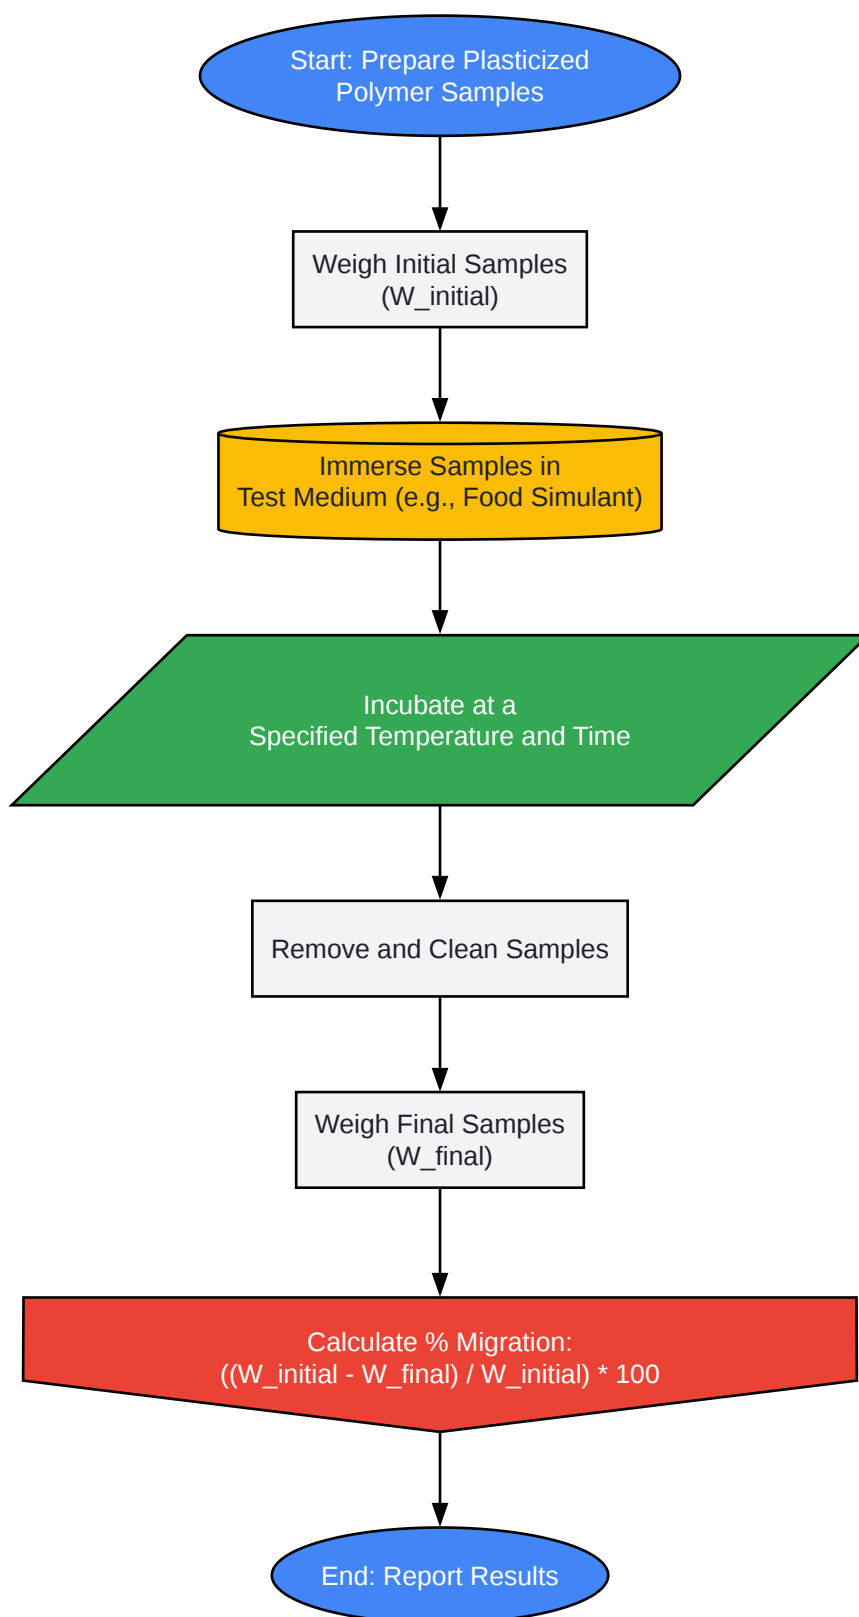 Start: Prepare Plasticized
Polymer Samples
Weigh Initial Samples
(W_initial)
Immerse Samples in
Test Medium (e.g., Food Simulant)
Incubate at a
Specified Temperature and Time
Remove and Clean Samples
Weigh Final Samples
(W_final)
Calculate % Migration:
((W_initial - W_final) / W_initial) * 100
End: Report Results